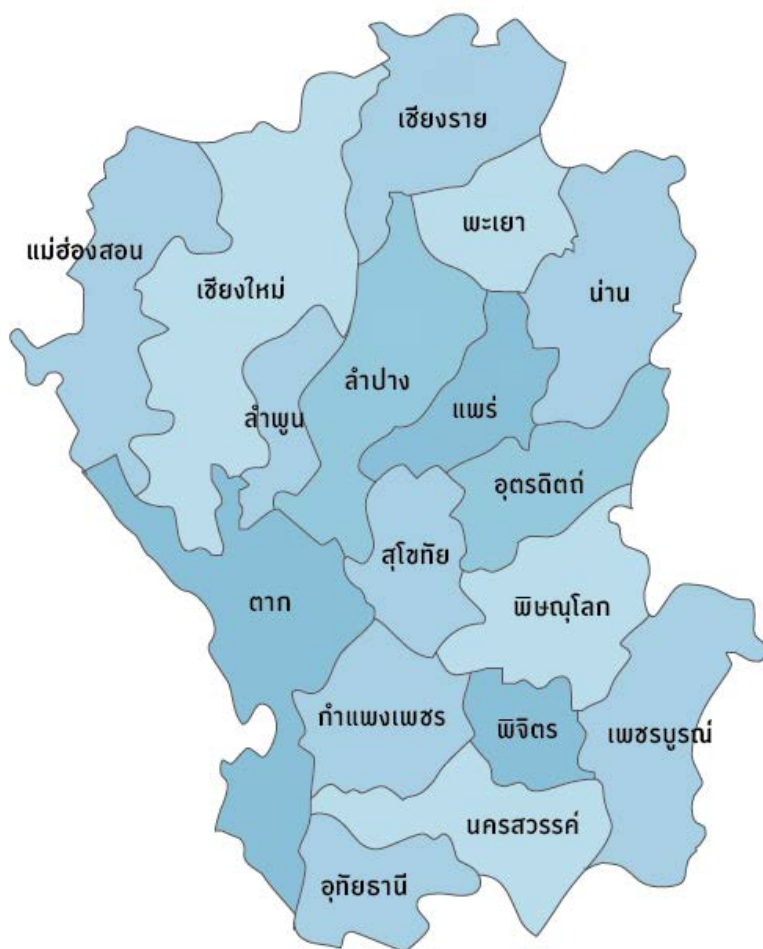 เชียงราย
พะเยา
แม่ฮ่องสอน
เชียงใหม่
น่าน
ลำปาง
แพร่
ลำพูน
อุตรดิตถ์
สุโขทัย
ตาก
พิษณุโลก
กำแพงเพชร
พิจิตร
เพชรบูรณ์
นครสวรรค์
อุทัยธานี